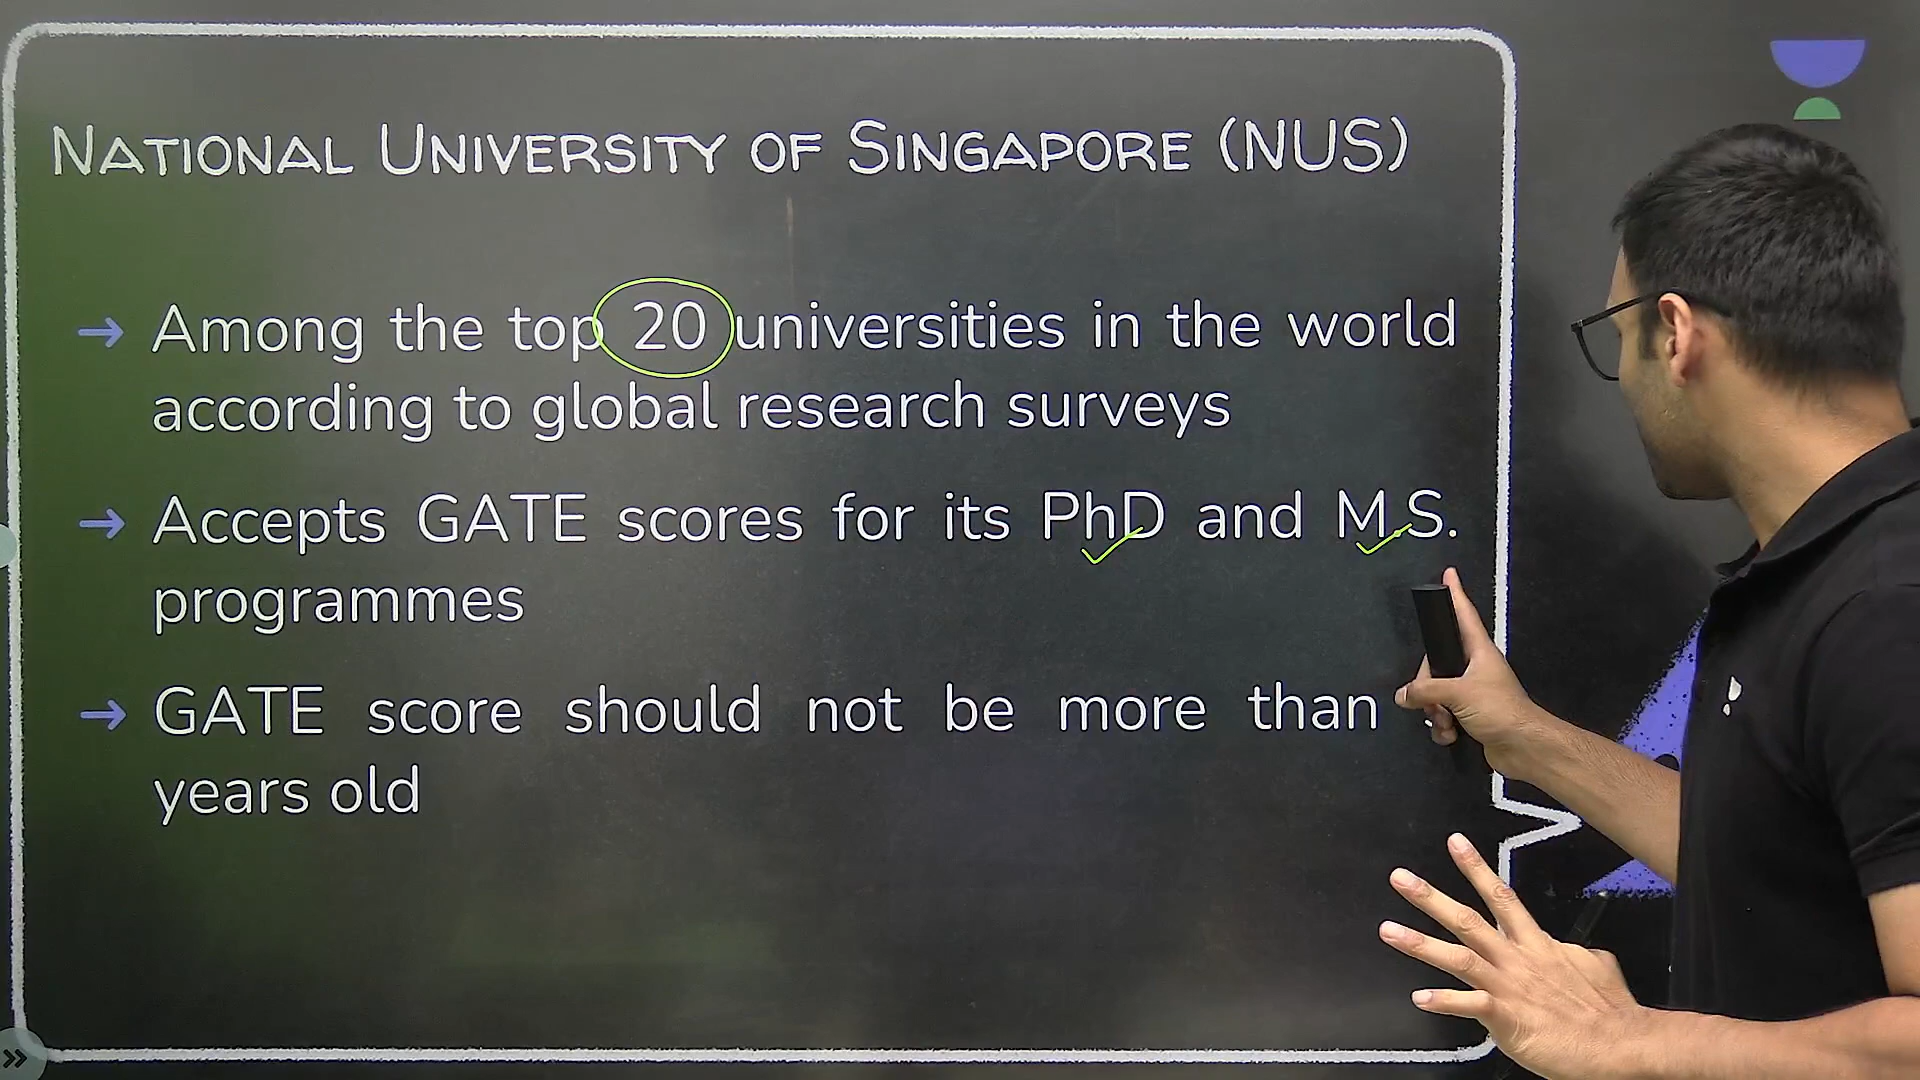 NATIONAL UNIVERSITY OF SINGAPORE (NUS)
→ Among the top 20 universities in the world
according to global research surveys
→ Accepts GATE scores for its PhD and M.S.
programmes
→ GATE score should not be more than
years old